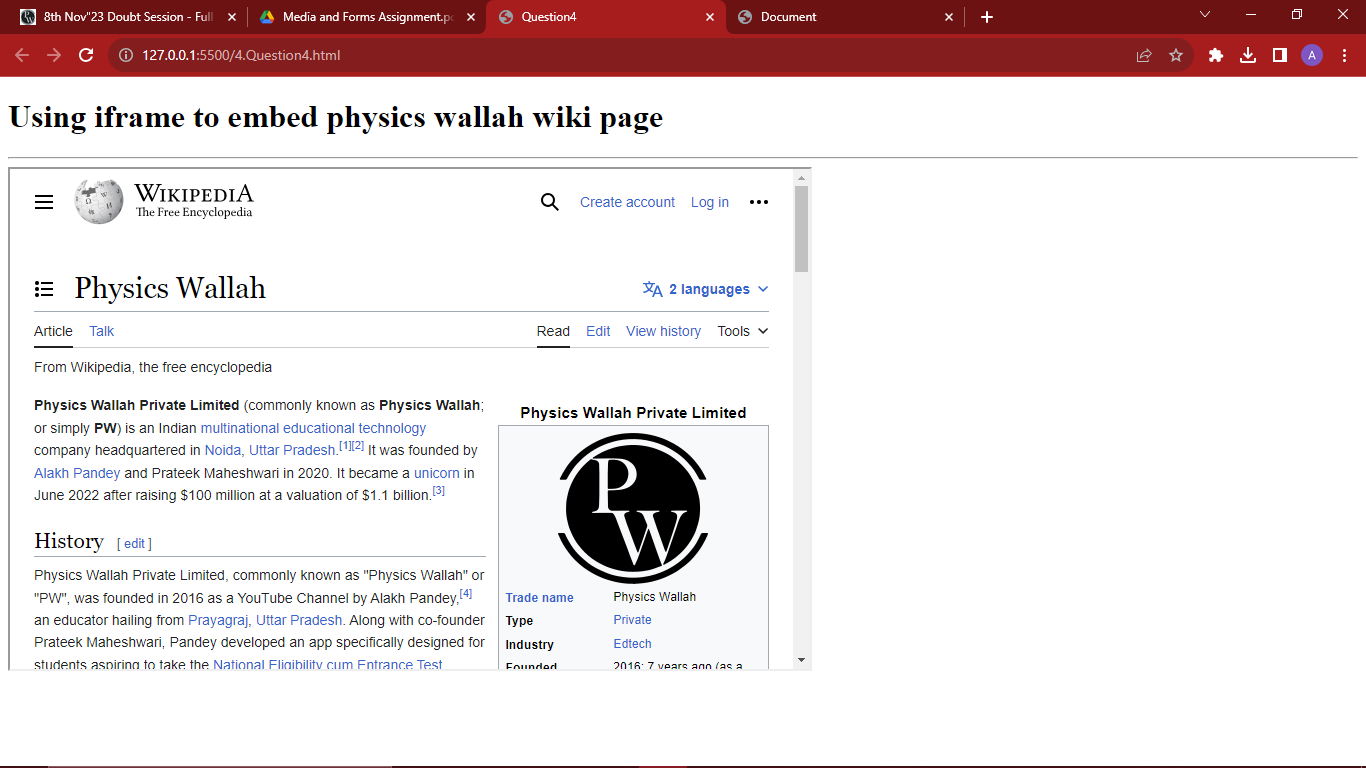 8th Nov"23 Doubt Session - Full
Media and Forms Assignment.pd
Question4
Document
127.0.0.1:5500/4.Question4.html
A
Using iframe to embed physics wallah wiki page
WIKIPEDIA
The Free Encyclopedia
Create account Log in
Physics Wallah
2 languages
Article Talk Read Edit View history Tools
From Wikipedia, the free encyclopedia
Physics Wallah Private Limited (commonly known as Physics Wallah;
or simply PW) is an Indian multinational educational technology
company headquartered in Noida, Uttar Pradesh.[1][2] It was founded by
Alakh Pandey and Prateek Maheshwari in 2020. It became a unicorn in
June 2022 after raising $100 million at a valuation of $1.1 billion.[3]
History [ edit ]
Physics Wallah Private Limited, commonly known as "Physics Wallah" or
"PW", was founded in 2016 as a YouTube Channel by Alakh Pandey,[4]
an educator hailing from Prayagraj, Uttar Pradesh. Along with co-founder
Prateek Maheshwari, Pandey developed an app specifically designed for
students aspiring to take the National Eligibility cum Entrance Test
Physics Wallah Private Limited
PW
Trade name Physics Wallah
Type Private
Industry Edtech
Founded 2016; 7 years ago (as a